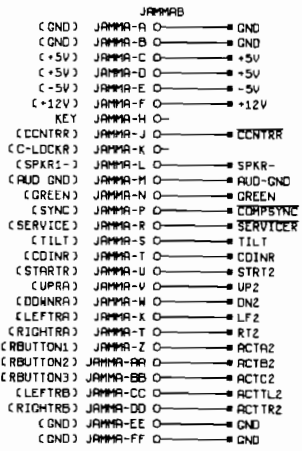 JAMMAB
(GND) JAMMA-A GND
(GND) JAMMA-B GND
(+5V) JAMMA-C +5V
(+5V) JAMMA-D +5V
(-5V) JAMMA-E -5V
(+12V) JAMMA-F +12V
KEY JAMMA-H
(CCNTRR) JAMMA-J CCNTRR
(C-LOCKR) JAMMA-K
(SPKR1-) JAMMA-L SPKR-
(AUD GND) JAMMA-M AUD-GND
(GREEN) JAMMA-N GREEN
(SYNC) JAMMA-P COMPSYNC
(SERVICE) JAMMA-R SERVICER
(TILT) JAMMA-S TILT
(COINR) JAMMA-T COINR
(STARTR) JAMMA-U STRT2
(UPRA) JAMMA-V UP2
(DOWNRA) JAMMA-W DN2
(LEFTRA) JAMMA-X LF2
(RIGHTRA) JAMMA-Y RT2
(RBUTTON1) JAMMA-Z ACTA2
(RBUTTON2) JAMMA-AA ACTB2
(RBUTTON3) JAMMA-BB ACTC2
(LEFTRB) JAMMA-CC ACTTL2
(RIGHTRB) JAMMA-DD ACTTR2
(GND) JAMMA-EE GND
(GND) JAMMA-FF GND